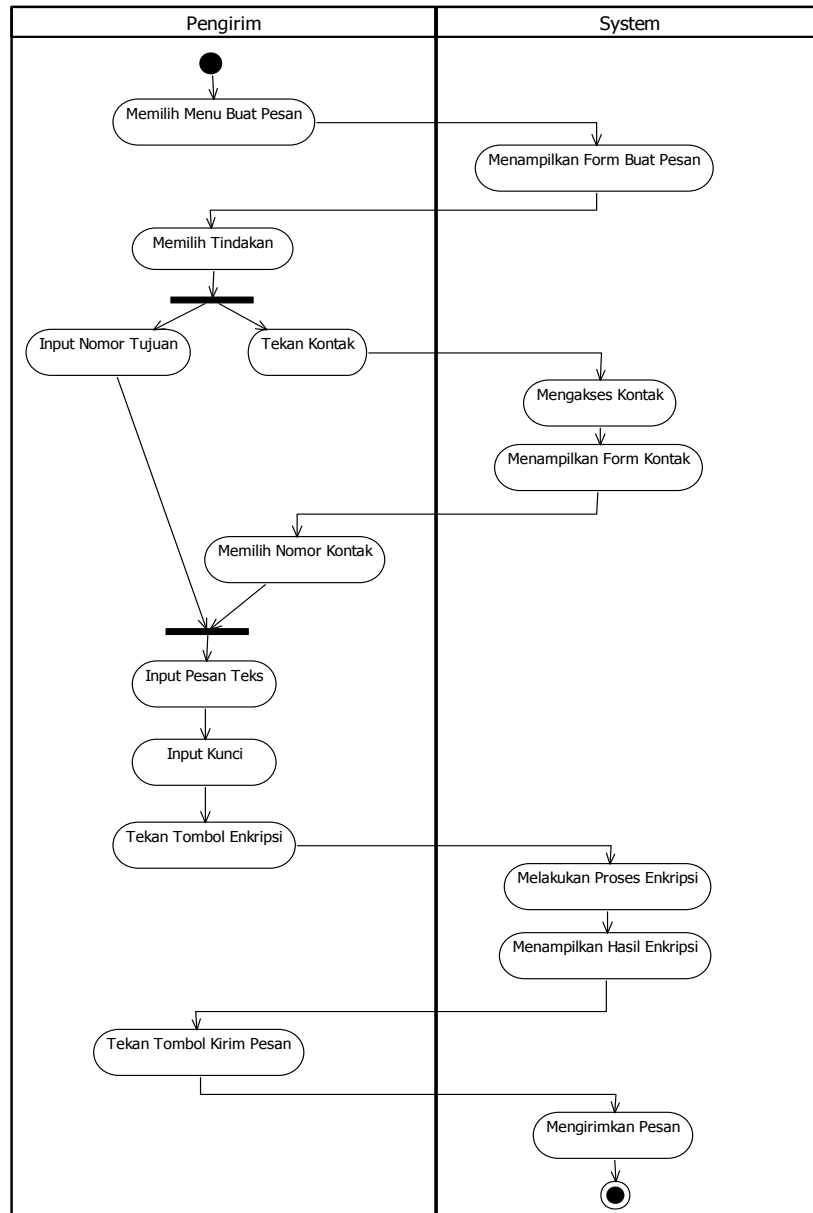 Pengirim
System
Memilih Menu Buat Pesan
Menampilkan Form Buat Pesan
Memilih Tindakan
Input Nomor Tujuan
Tekan Kontak
Mengakses Kontak
Menampilkan Form Kontak
Memilih Nomor Kontak
Input Pesan Teks
Input Kunci
Tekan Tombol Enkripsi
Melakukan Proses Enkripsi
Menampilkan Hasil Enkripsi
Tekan Tombol Kirim Pesan
Mengirimkan Pesan